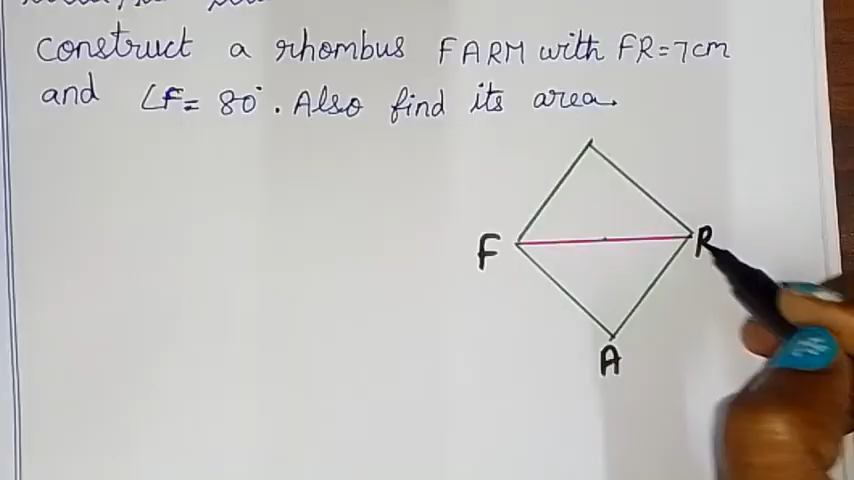 construct a rhombus FARM with FR = 7cm
and ∠F = 80°. Also find its area.
F
R
A